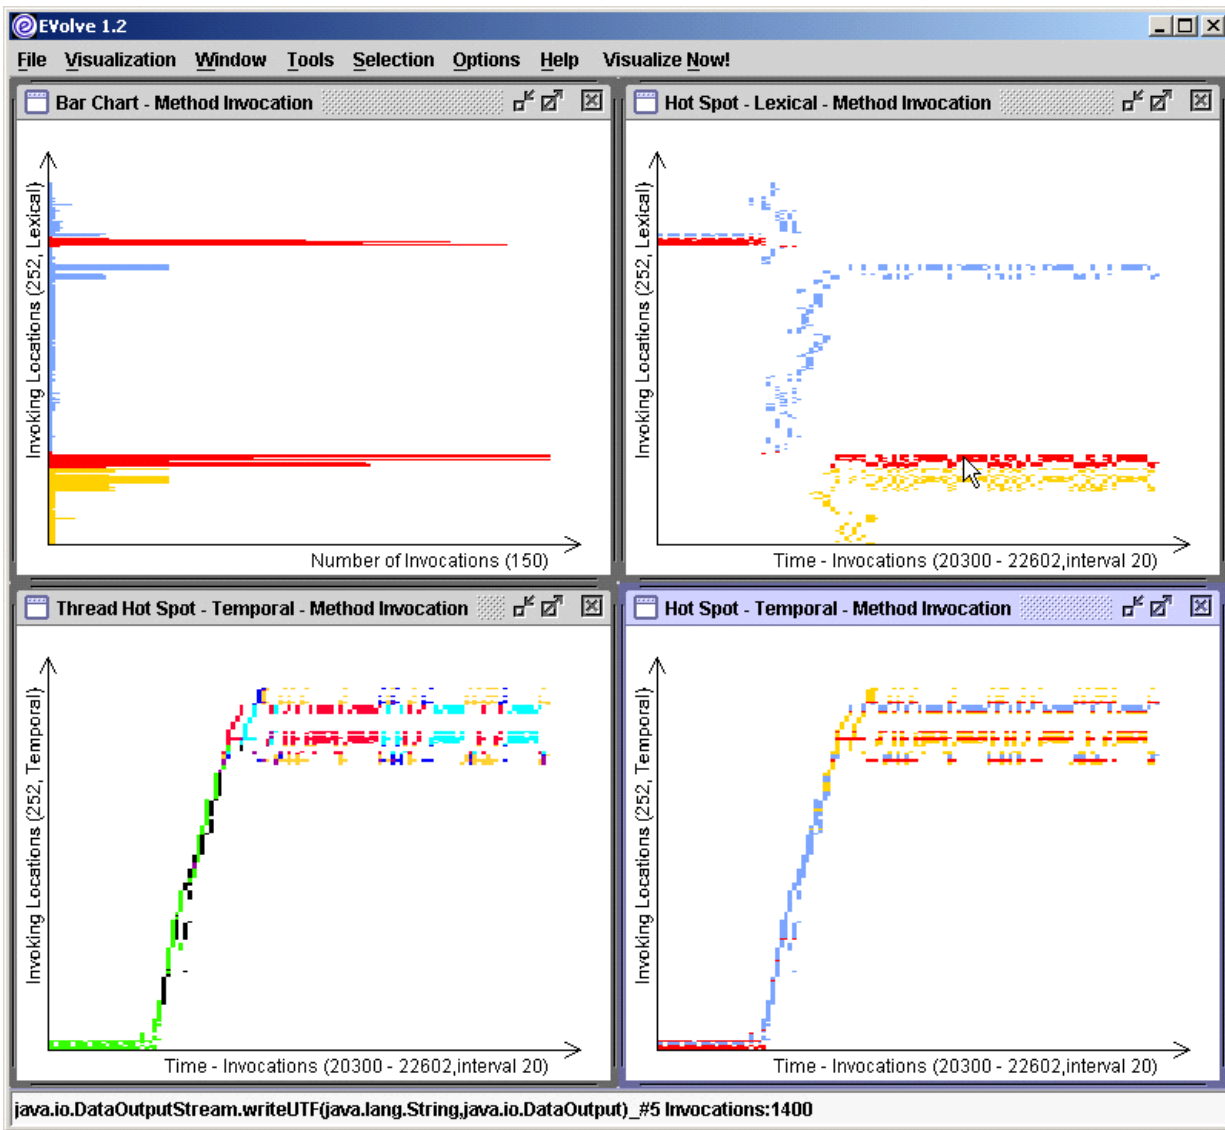 EVolve 1.2
File Visualization Window Tools Selection Options Help Visualize Now!
Bar Chart - Method Invocation
Invoking Locations (252, Lexical)
Number of Invocations (150)
Hot Spot - Lexical - Method Invocation
Invoking Locations (252, Lexical)
Time - Invocations (20300 - 22602,interval 20)
Thread Hot Spot - Temporal - Method Invocation
Invoking Locations (252, Temporal)
Time - Invocations (20300 - 22602,interval 20)
Hot Spot - Temporal - Method Invocation
Invoking Locations (252, Temporal)
Time - Invocations (20300 - 22602,interval 20)
java.io.DataOutputStream.writeUTF(java.lang.String,java.io.DataOutput)_#5 Invocations:1400